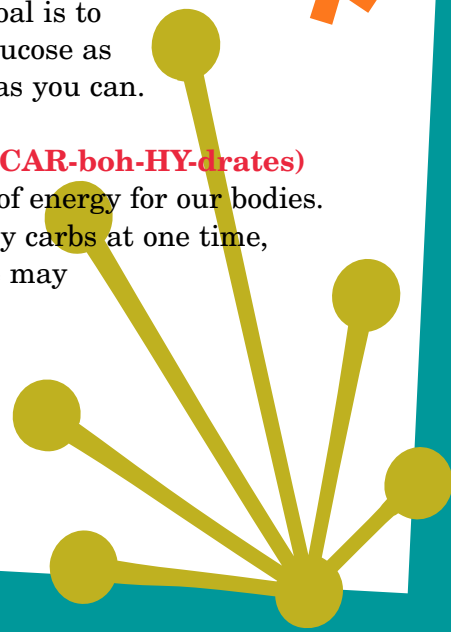 oal is to
ucose as
as you can.
CAR-boh-HY-drates)
of energy for our bodies.
y carbs at one time,
may